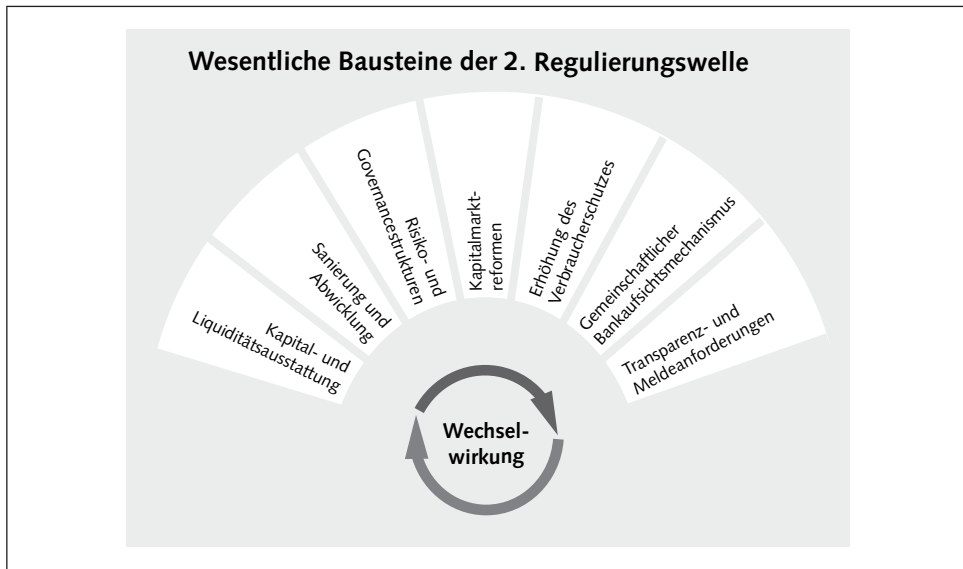 Wesentliche Bausteine der 2. Regulierungswelle
Kapital- und
Liquiditätsausstattung
Sanierung und
Abwicklung
Risiko- und
Governancestrukturen
Kapitalmarkt-
reformen
Erhöhung des
Verbraucherschutzes
Gemeinschaftlicher
Bankaufsichtsmechanismus
Transparenz- und
Meldeanforderungen
Wechsel-
wirkung